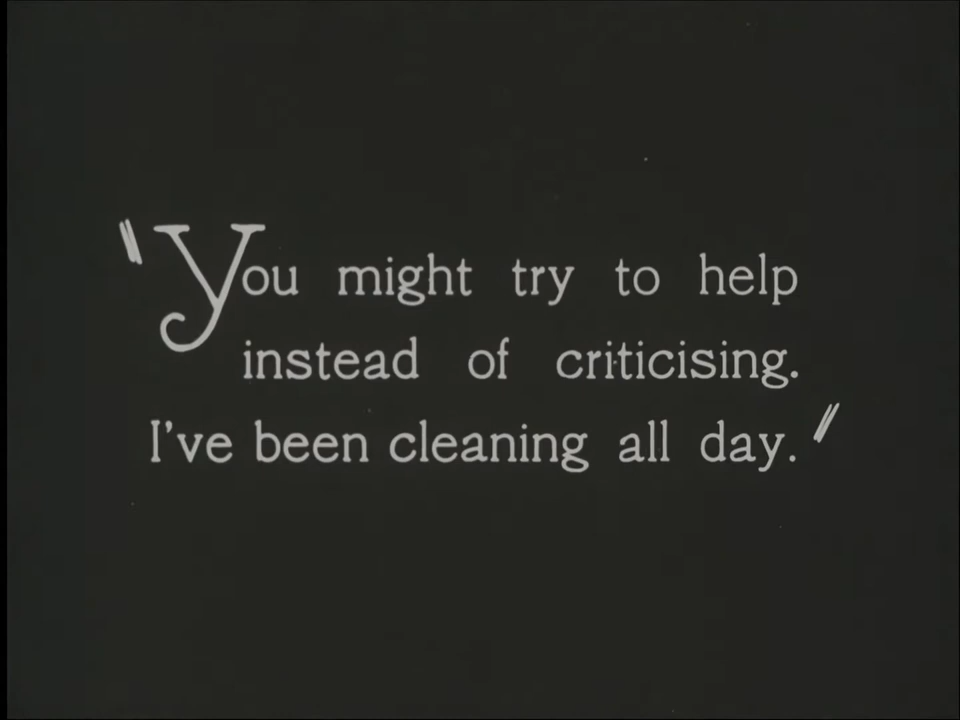 "You might try to help
instead of criticising.
I've been cleaning all day."